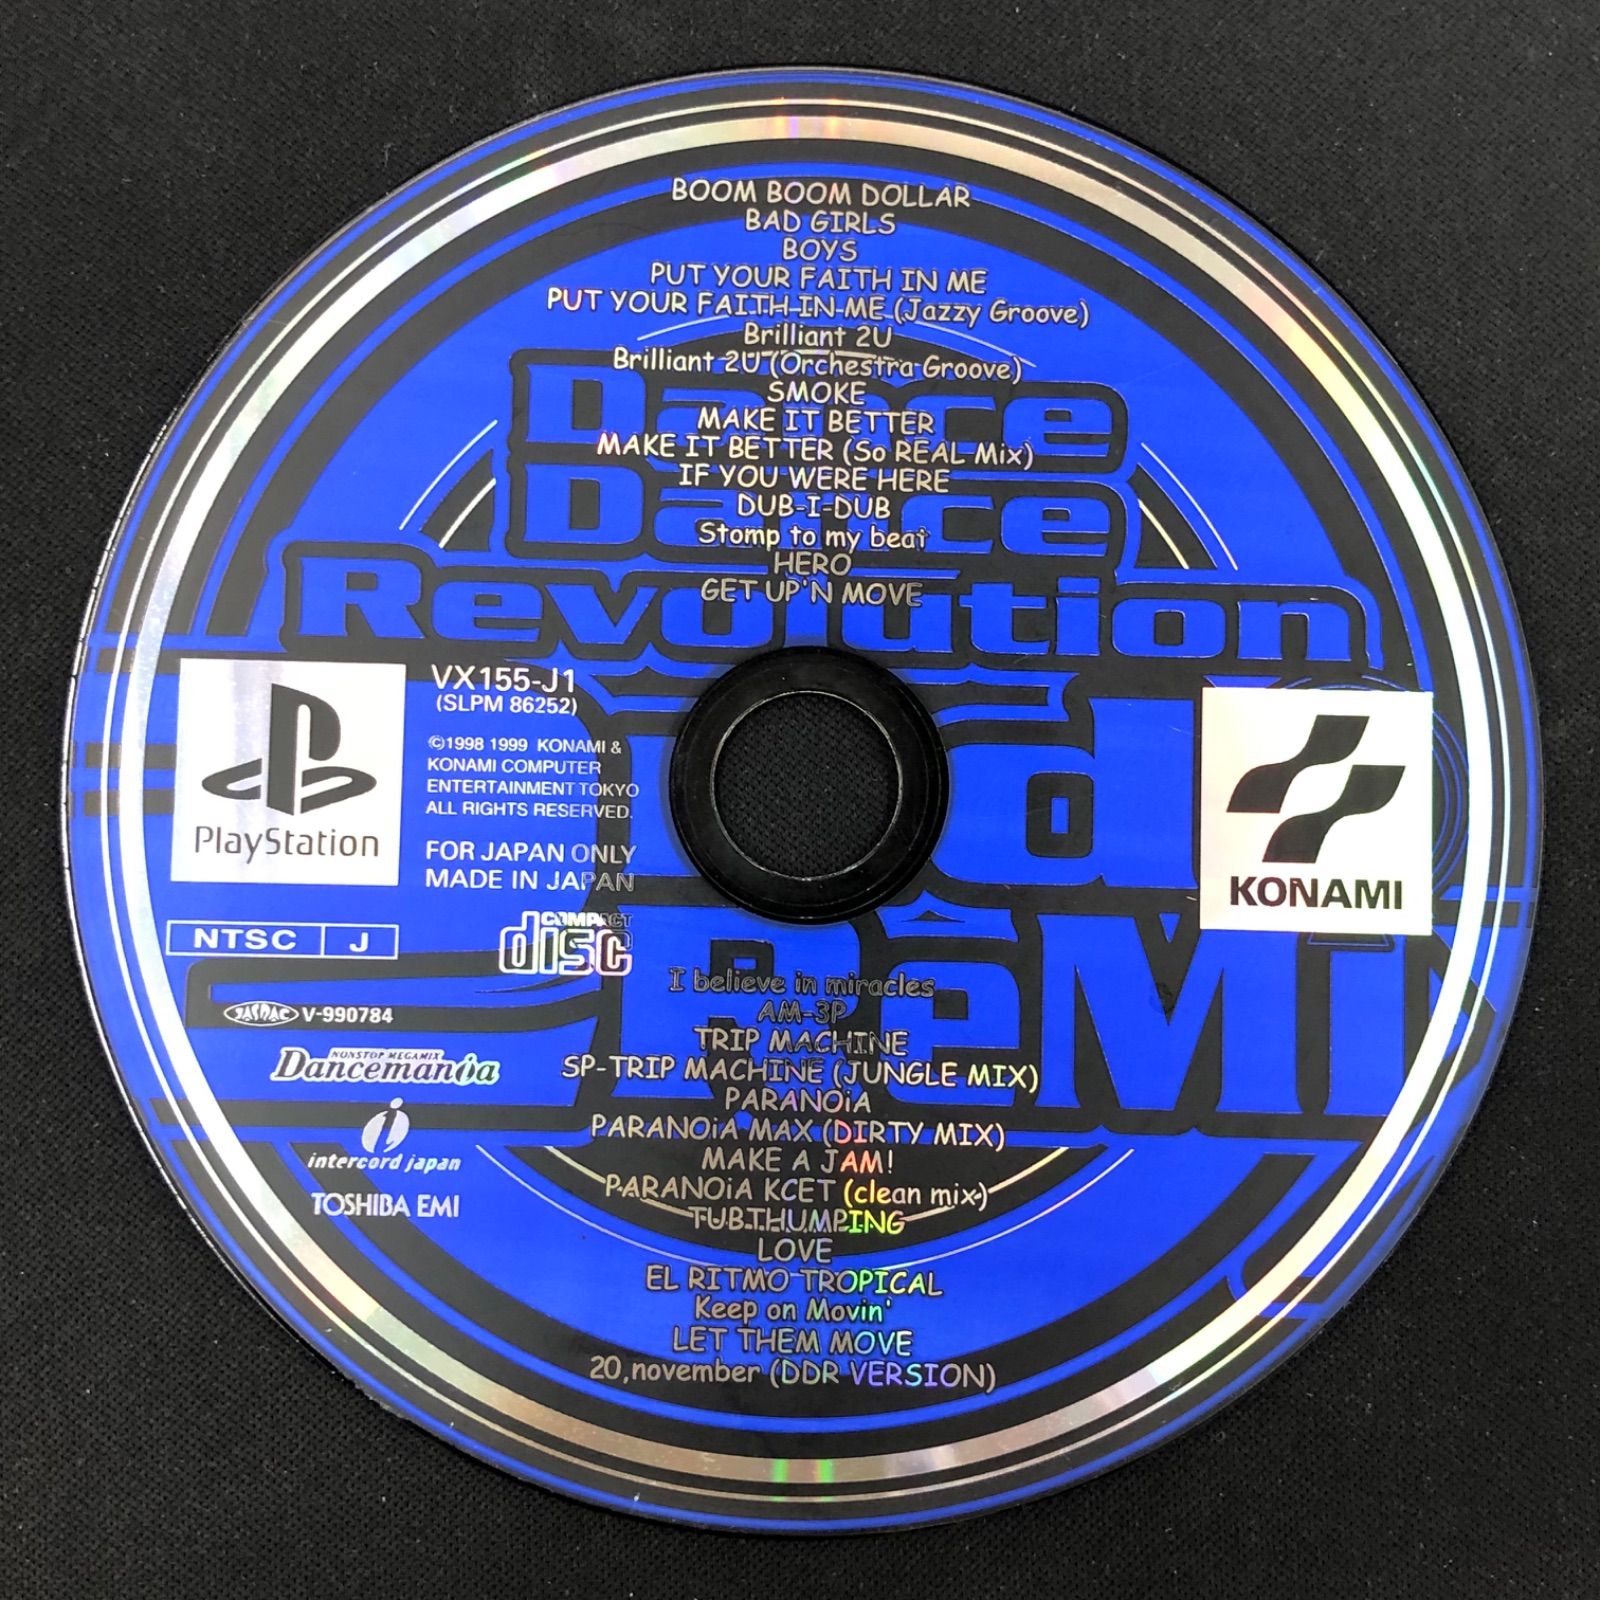 BOOM BOOM DOLLAR
BAD GIRLS
BOYS
PUT YOUR FAITH IN ME
PUT YOUR FAITH IN ME (Jazzy Groove)
Brilliant 2U
Brilliant 2U (Orchestra Groove)
SMOKE
MAKE IT BETTER
MAKE IT BETTER (So REAL Mix)
IF YOU WERE HERE
DUB-I-DUB
Stomp to my beat
HERO
GET UP'N MOVE
Dance
Dance
Revolution
2nd
ReMix
PlayStation
VX155-J1
(SLPM 86252)
©1998 1999 KONAMI &
KONAMI COMPUTER
ENTERTAINMENT TOKYO
ALL RIGHTS RESERVED.
FOR JAPAN ONLY
MADE IN JAPAN
NTSC J
COMPACT
disc
JASRAC V-990784
NONSTOP MEGAMIX
Dancemania
intercord japan
TOSHIBA EMI
KONAMI
I believe in miracles
AM-3P
TRIP MACHINE
SP-TRIP MACHINE (JUNGLE MIX)
PARANOiA
PARANOiA MAX (DIRTY MIX)
MAKE A JAM!
PARANOiA KCET (clean mix)
TUBTHUMPING
LOVE
EL RITMO TROPICAL
Keep on Movin'
LET THEM MOVE
20,november (DDR VERSION)